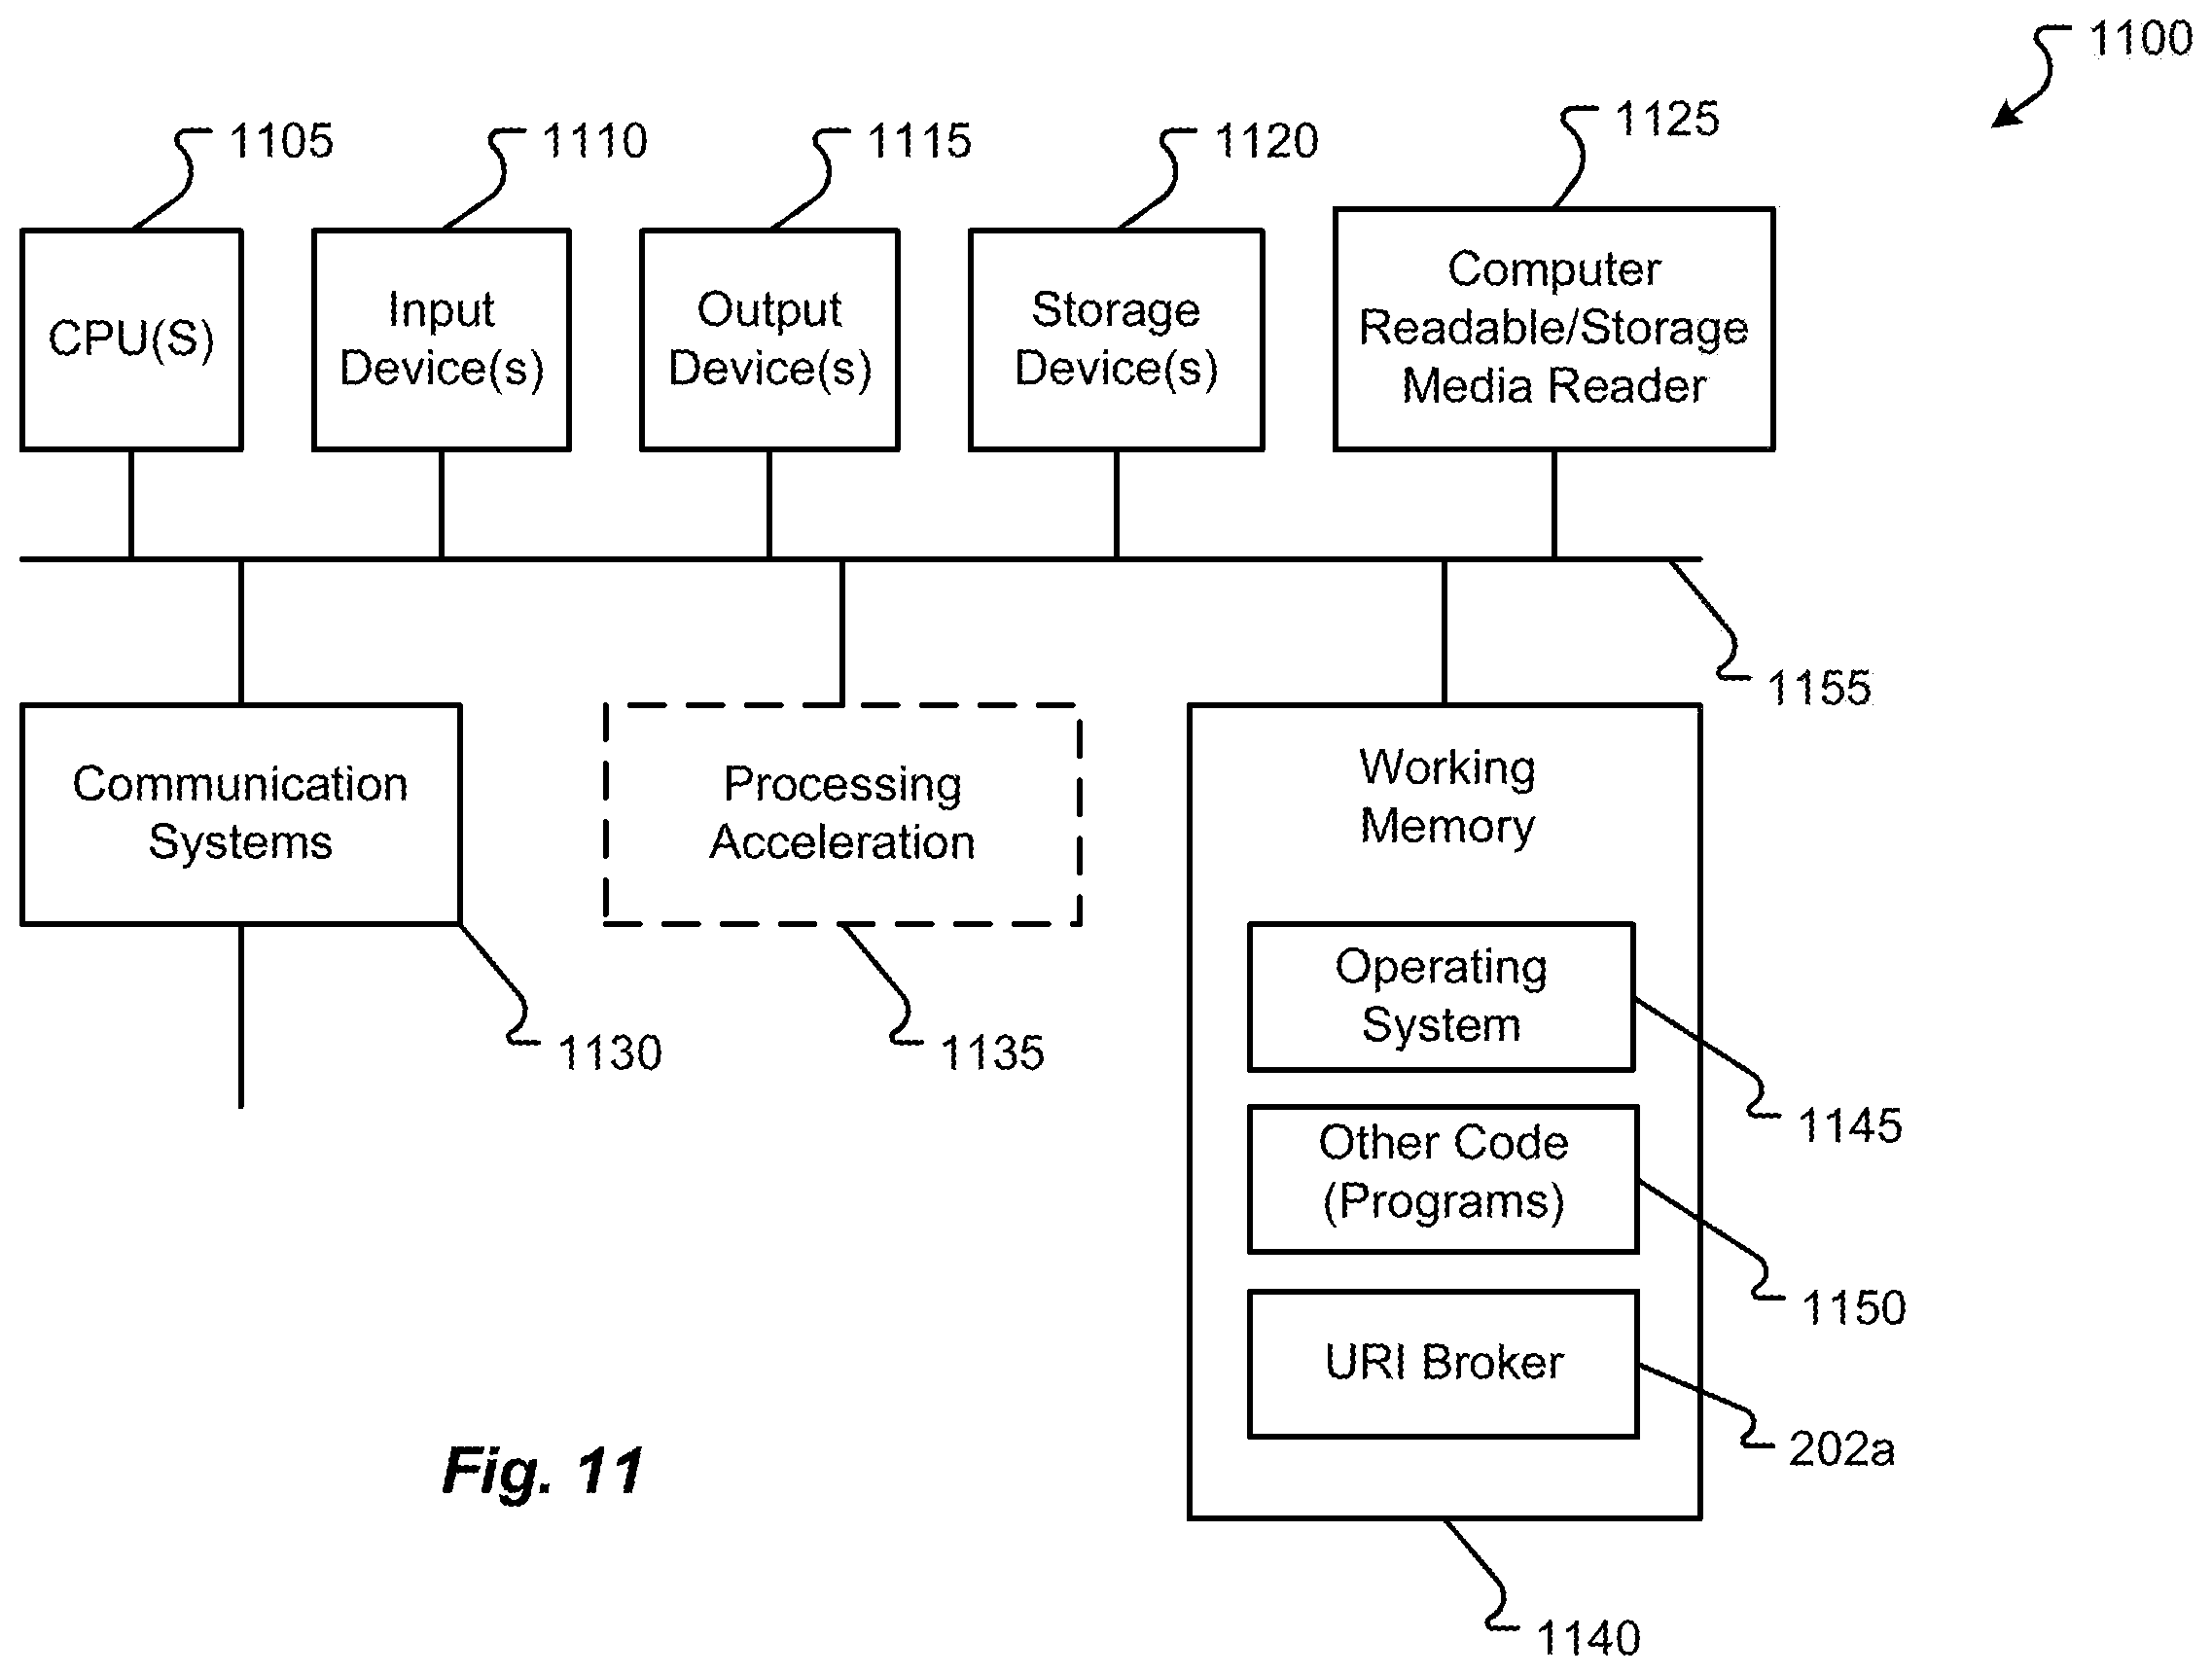 1100
1105
1110
1115
1120
1125
CPU(S)
Input
Device(s)
Output
Device(s)
Storage
Device(s)
Computer
Readable/Storage
Media Reader
1155
Communication
Systems
1130
Processing
Acceleration
1135
Working
Memory
Operating
System
1145
Other Code
(Programs)
1150
URI Broker
202a
1140
Fig. 11